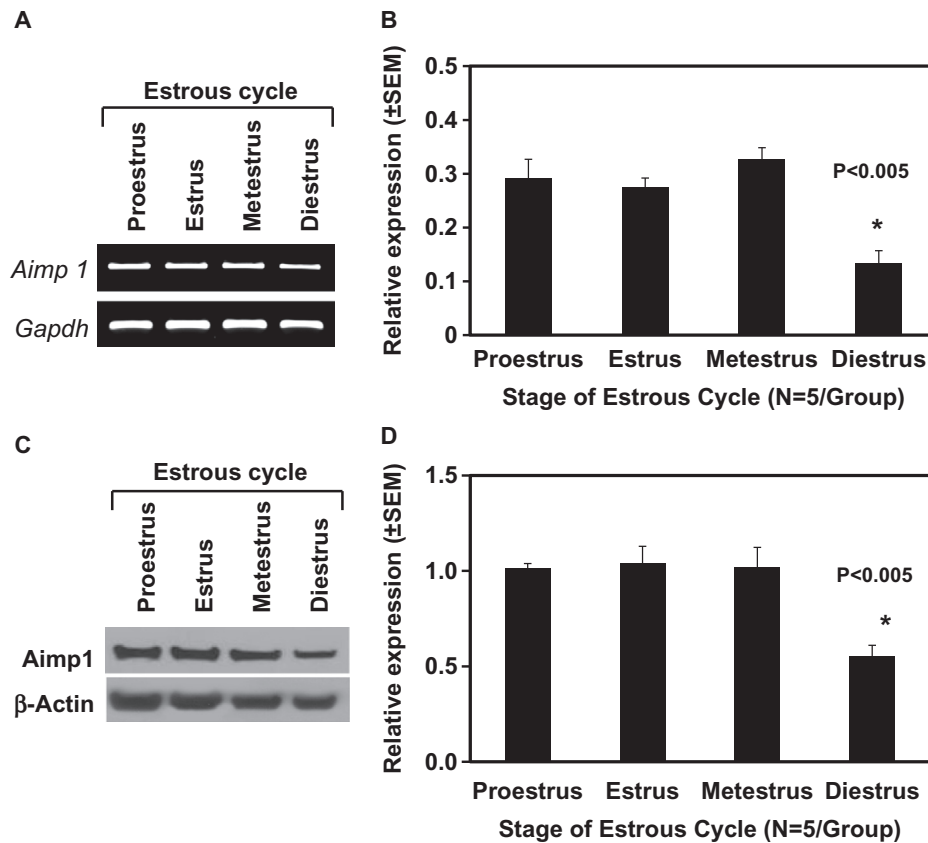 A
Estrous cycle
Proestrus
Estrus
Metestrus
Diestrus
Aimp 1
Gapdh
B
Relative expression (±SEM)
0.5
0.4
0.3
0.2
0.1
0
P<0.005
*
Proestrus Estrus Metestrus Diestrus
Stage of Estrous Cycle (N=5/Group)
C
Estrous cycle
Proestrus
Estrus
Metestrus
Diestrus
Aimp1
β-Actin
D
Relative expression (±SEM)
1.5
1.0
0.5
0.0
P<0.005
*
Proestrus Estrus Metestrus Diestrus
Stage of Estrous Cycle (N=5/Group)